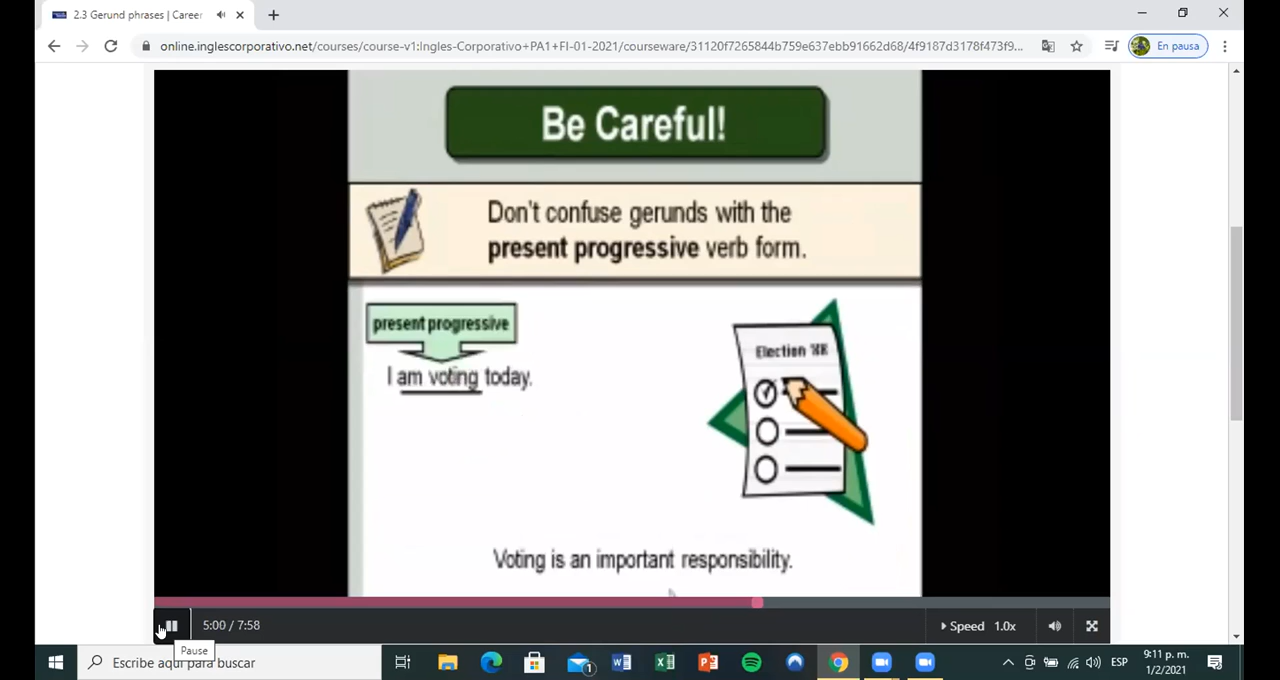 2.3 Gerund phrases | Career
online.inglescorporativo.net/courses/course-v1:Ingles-Corporativo+PA1+FI-01-2021/courseware/31120f7265844b759e637ebb91662d68/4f9187d3178f473f9...
En pausa
Be Careful!
Don't confuse gerunds with the
present progressive verb form.
present progressive
I am voting today.
Election
Voting is an important responsibility.
5:00 / 7:58
Speed 1.0x
Pause
Escribe aquí para buscar
1
ESP
9:11 p. m.
1/2/2021